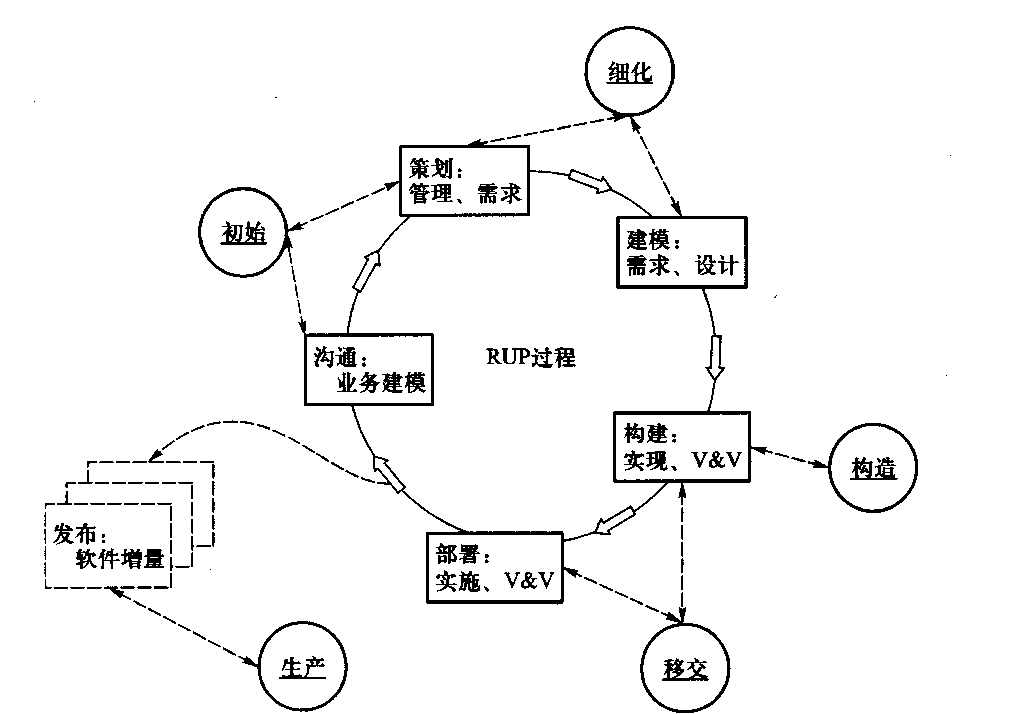 细化
策划：
管理、需求
初始
建模：
需求、设计
沟通：
业务建模
RUP过程
构建：
实现、V&V
构造
发布：
软件增量
部署：
实施、V&V
生产
移交